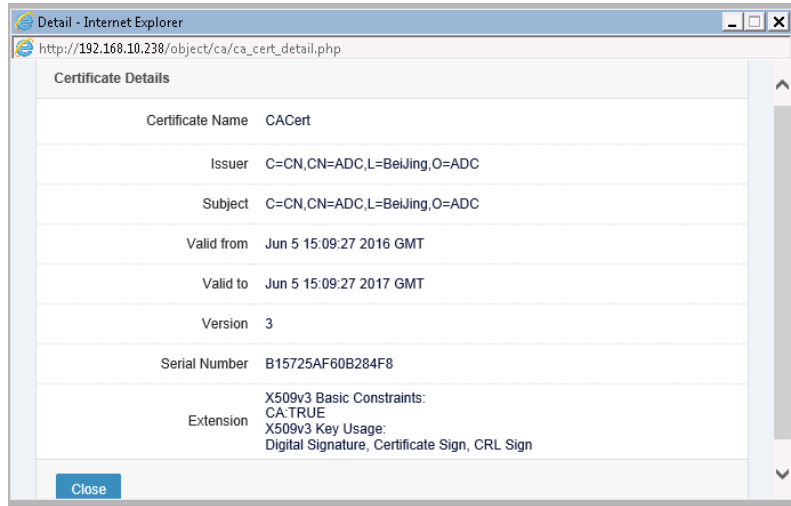 Detail - Internet Explorer
http://192.168.10.238/object/ca/ca_cert_detail.php
Certificate Details
Certificate Name CACert
Issuer C=CN,CN=ADC,L=BeiJing,O=ADC
Subject C=CN,CN=ADC,L=BeiJing,O=ADC
Valid from Jun 5 15:09:27 2016 GMT
Valid to Jun 5 15:09:27 2017 GMT
Version 3
Serial Number B15725AF60B284F8
Extension X509v3 Basic Constraints:
CA:TRUE
X509v3 Key Usage:
Digital Signature, Certificate Sign, CRL Sign
Close